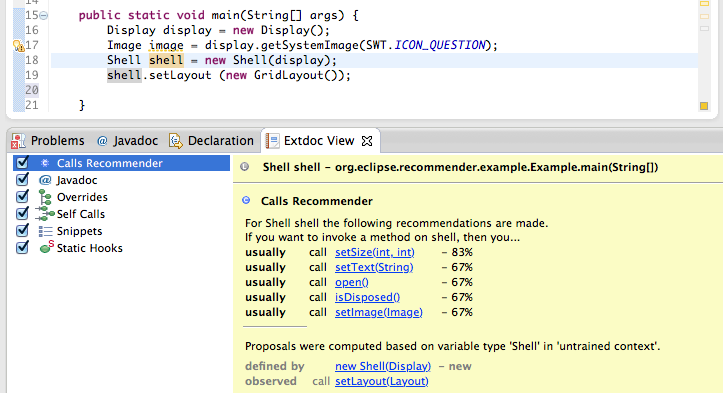 14
15 public static void main(String[] args) {
16 Display display = new Display();
17 Image image = display.getSystemImage(SWT.ICON_QUESTION);
18 Shell shell = new Shell(display);
19 shell.setLayout (new GridLayout());
20
21 }
Problems @ Javadoc Declaration Extdoc View
Calls Recommender
@ Javadoc
Overrides
Self Calls
Snippets
S Static Hooks
Shell shell - org.eclipse.recommender.example.Example.main(String[])
Calls Recommender
For Shell shell the following recommendations are made.
If you want to invoke a method on shell, then you...
usually call setSize(int, int) - 83%
usually call setText(String) - 67%
usually call open() - 67%
usually call isDisposed() - 67%
usually call setImage(Image) - 67%
Proposals were computed based on variable type 'Shell' in 'untrained context'.
defined by new Shell(Display) - new
observed call setLayout(Layout)